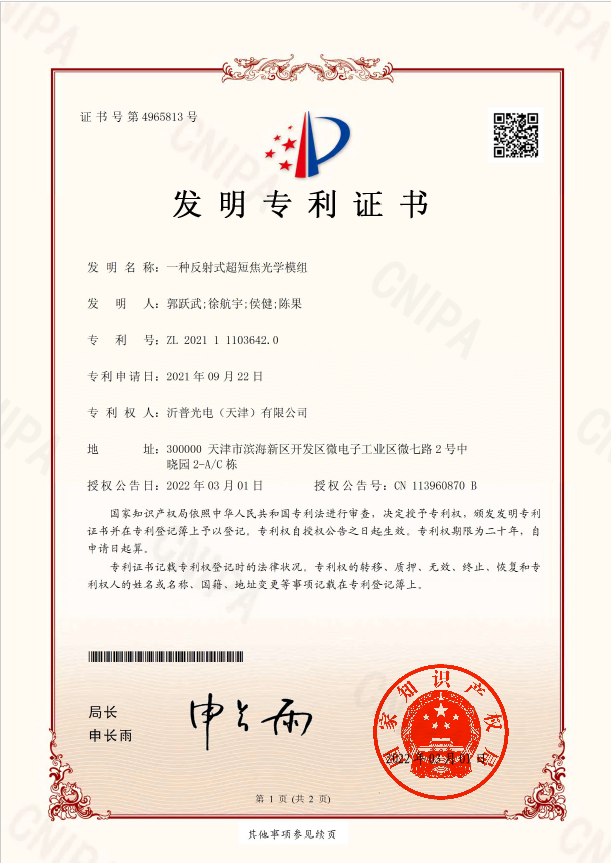 证书号第4965813号
发明专利证书
发明名称：一种反射式超短焦光学模组
发明人：郭跃武;徐航宇;侯健;陈果
专利号：ZL 2021 1 1103642.0
专利申请日：2021年09月22日
专利权人：沂普光电（天津）有限公司
地址：300000 天津市滨海新区开发区微电子工业区微七路2号中
晓园2-A/C栋
授权公告日：2022年03月01日 授权公告号：CN 113960870 B
国家知识产权局依照中华人民共和国专利法进行审查，决定授予专利权，颁发发明专利
证书并在专利登记簿上予以登记。专利权自授权公告之日起生效。专利权期限为二十年，自
申请日起算。
专利证书记载专利权登记时的法律状况。专利权的转移、质押、无效、终止、恢复和专
利权人的姓名或名称、国籍、地址变更等事项记载在专利登记簿上。
局长
申长雨
申长雨
国家知识产权局
2022年03月01日
第 1 页 (共 2 页)
其他事项参见续页
CNIPA
CNIPA
CNIPA
CNIPA
CNIPA
CNIPA
CNIPA